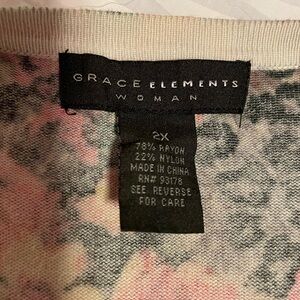 GRACE ELEMENTS
WOMAN
2X
78% RAYON
22% NYLON
MADE IN CHINA
RN# 93178
SEE REVERSE
FOR CARE